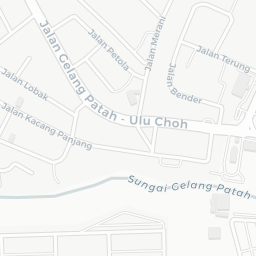 Jalan Petola
Jalan Merani
Jalan Terung
Jalan Bender
Jalan Lobak
Jalan Gelang Patah - Ulu Choh
Jalan Kacang Panjang
Sungai Gelang Patah